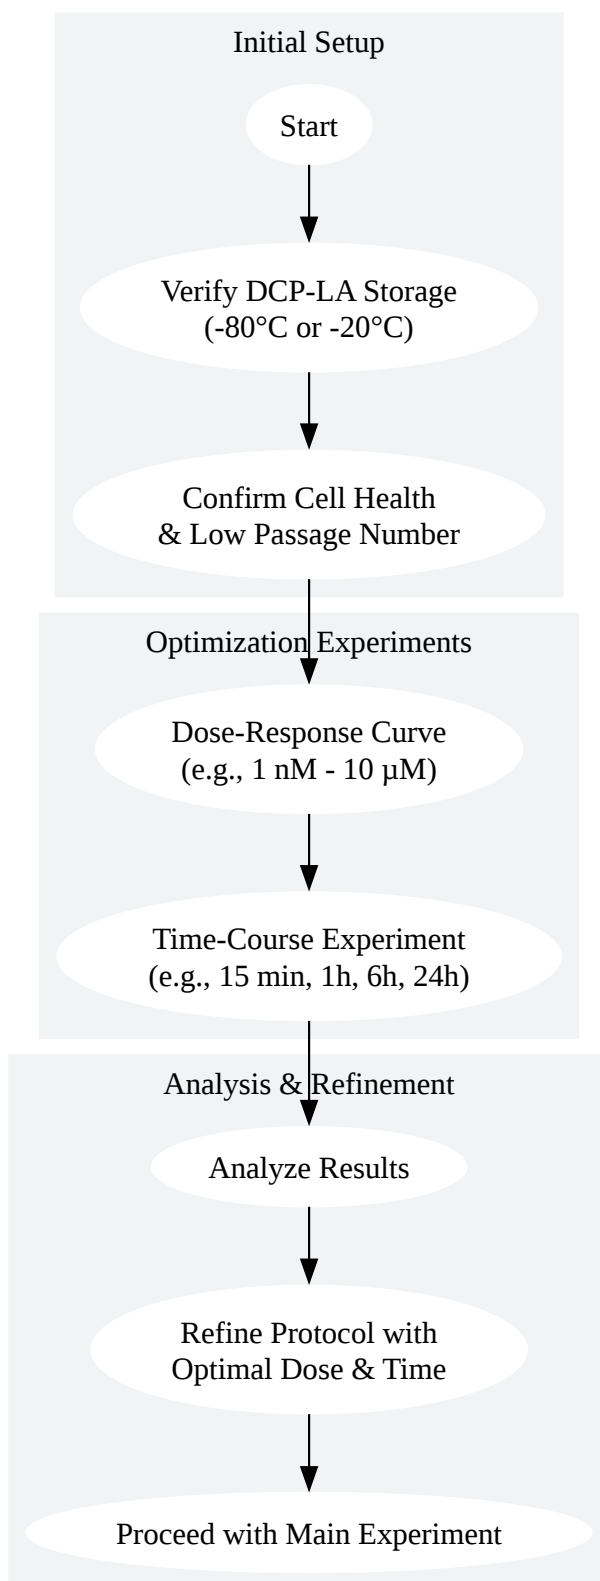 Initial Setup
Start
Verify DCP-LA Storage
(-80°C or -20°C)
Confirm Cell Health
& Low Passage Number
Optimization Experiments
Dose-Response Curve
(e.g., 1 nM - 10 µM)
Time-Course Experiment
(e.g., 15 min, 1h, 6h, 24h)
Analysis & Refinement
Analyze Results
Refine Protocol with
Optimal Dose & Time
Proceed with Main Experiment